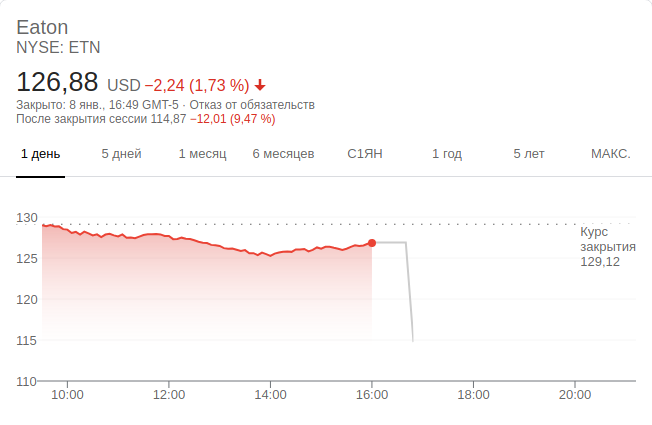 Eaton
NYSE: ETN
126,88 USD −2,24 (1,73 %)
Закрыто: 8 янв., 16:49 GMT-5 · Отказ от обязательств
После закрытия сессии 114,87 −12,01 (9,47 %)
1 день 5 дней 1 месяц 6 месяцев С1ЯН 1 год 5 лет МАКС.
130
Курс
закрытия
129,12
125
120
115
110
10:00 12:00 14:00 16:00 18:00 20:00